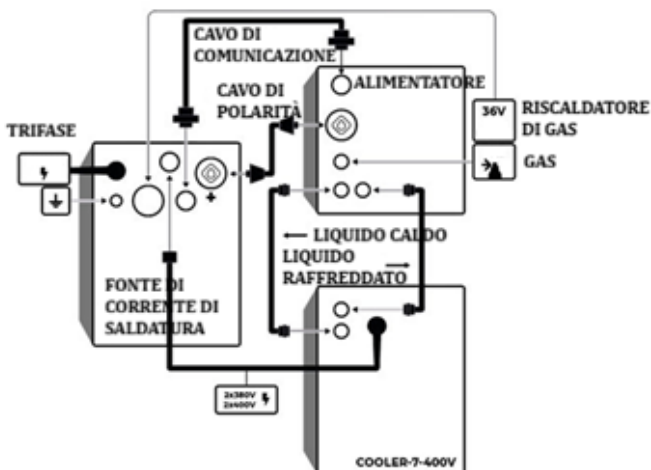 CAVO DI
COMUNICAZIONE
ALIMENTATORE
CAVO DI
POLARITÀ
36V
RISCALDATORE
DI GAS
GAS
TRIFASE
+
LIQUIDO CALDO
LIQUIDO
RAFFREDDATO
FONTE DI
CORRENTE DI
SALDATURA
2x380V
2x400V
COOLER-7-400V